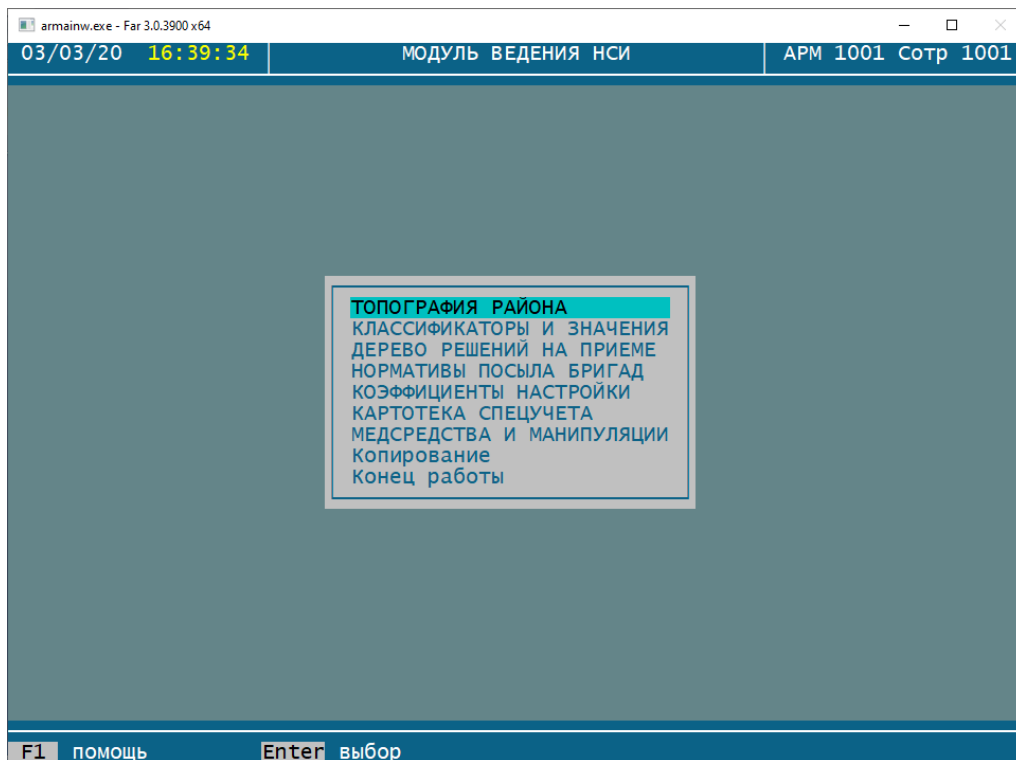 armainw.exe - Far 3.0.3900 x64
03/03/20 16:39:34 МОДУЛЬ ВЕДЕНИЯ НСИ АРМ 1001 Сотр 1001
ТОПОГРАФИЯ РАЙОНА
КЛАССИФИКАТОРЫ И ЗНАЧЕНИЯ
ДЕРЕВО РЕШЕНИЙ НА ПРИЕМЕ
НОРМАТИВЫ ПОСЫЛА БРИГАД
КОЭФФИЦИЕНТЫ НАСТРОЙКИ
КАРТОТЕКА СПЕЦУЧЕТА
МЕДСРЕДСТВА И МАНИПУЛЯЦИИ
Копирование
Конец работы
F1 помощь Enter выбор